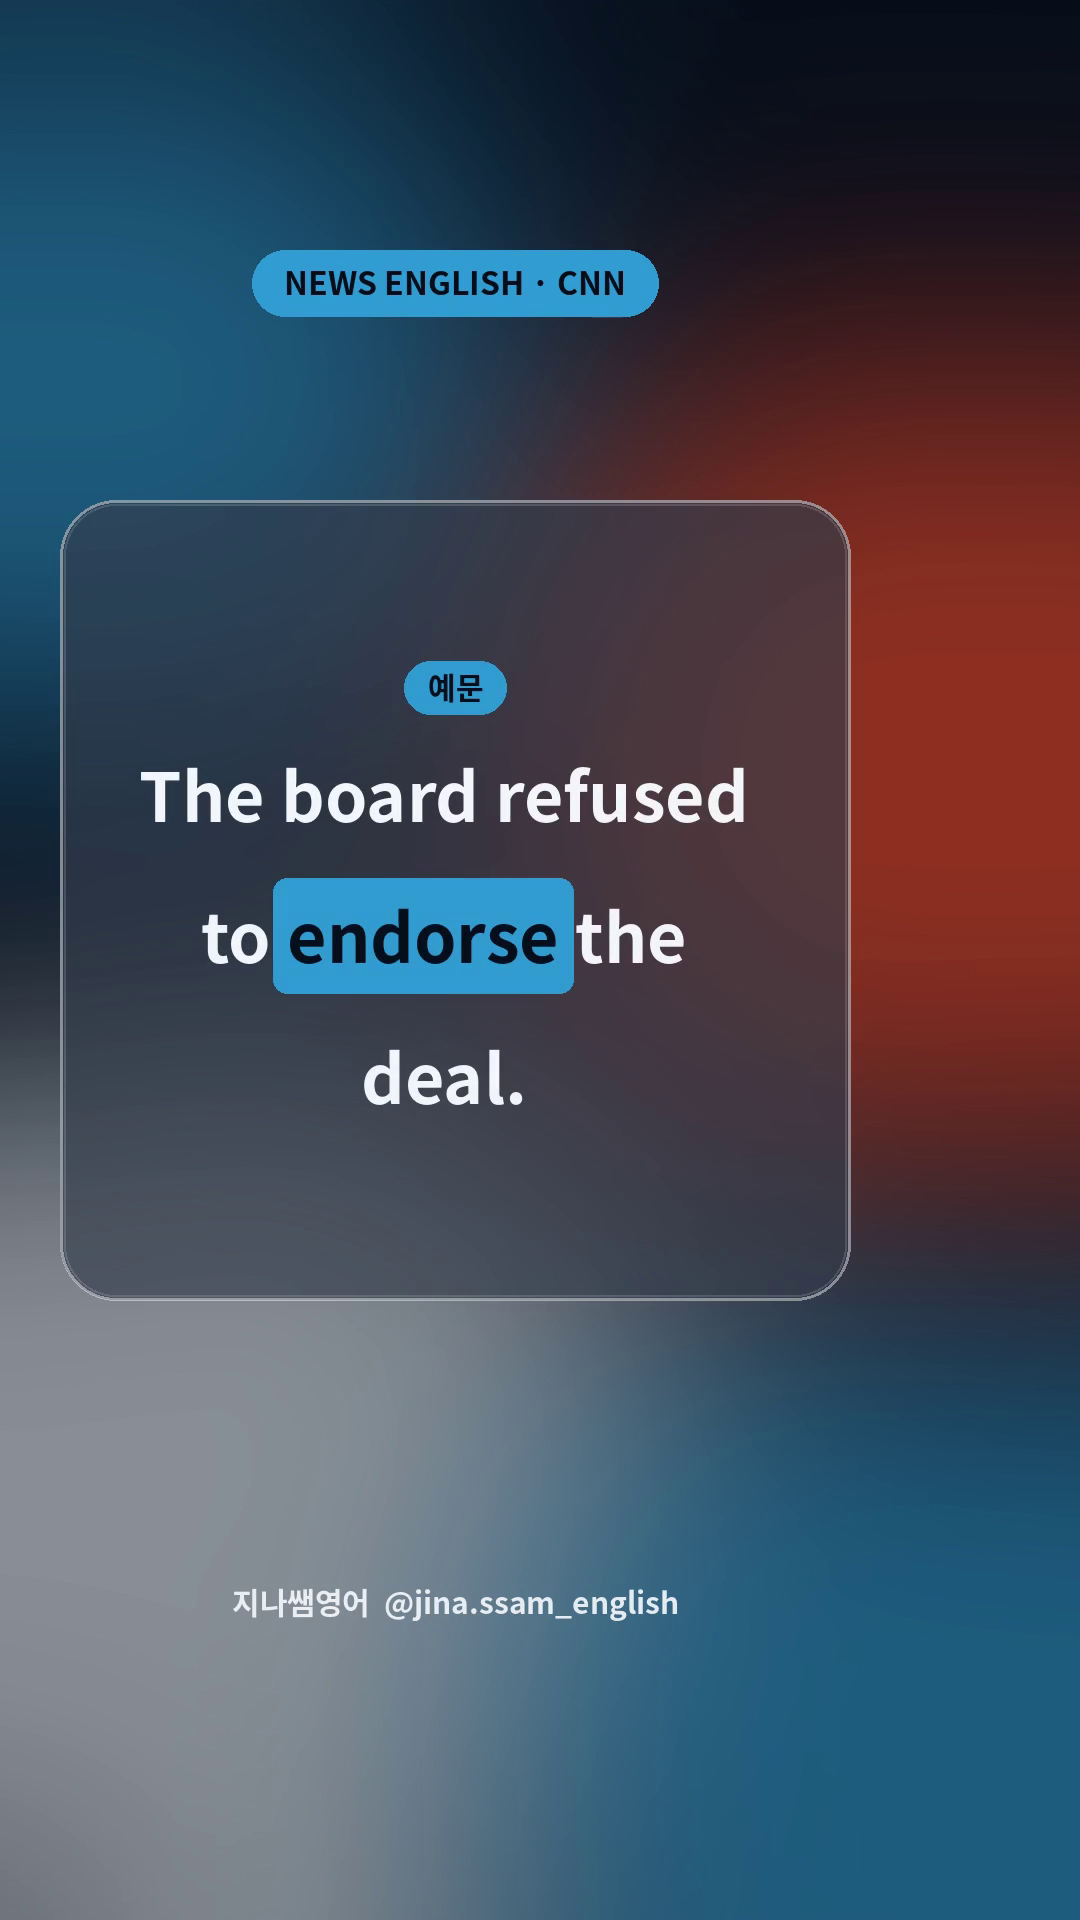 NEWS ENGLISH · CNN
예문
The board refused
to endorse the
deal.
지나쌤영어 @jina.ssam_english